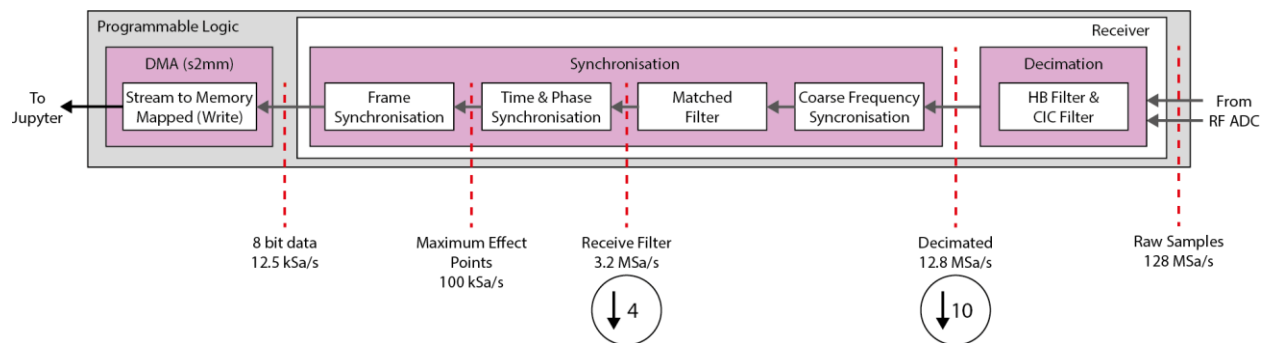 Programmable Logic
Receiver
DMA (s2mm)
Synchronisation
Decimation
To
Jupyter
Stream to Memory
Mapped (Write)
Frame
Synchronisation
Time & Phase
Synchronisation
Matched
Filter
Coarse Frequency
Syncronisation
HB Filter &
CIC Filter
From
RF ADC
8 bit data
12.5 kSa/s
Maximum Effect
Points
100 kSa/s
Receive Filter
3.2 MSa/s
4
Decimated
12.8 MSa/s
10
Raw Samples
128 MSa/s